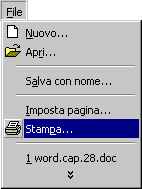 File
Nuovo...
Apri...
Salva con nome...
Imposta pagina...
Stampa...
1 word.cap.28.doc